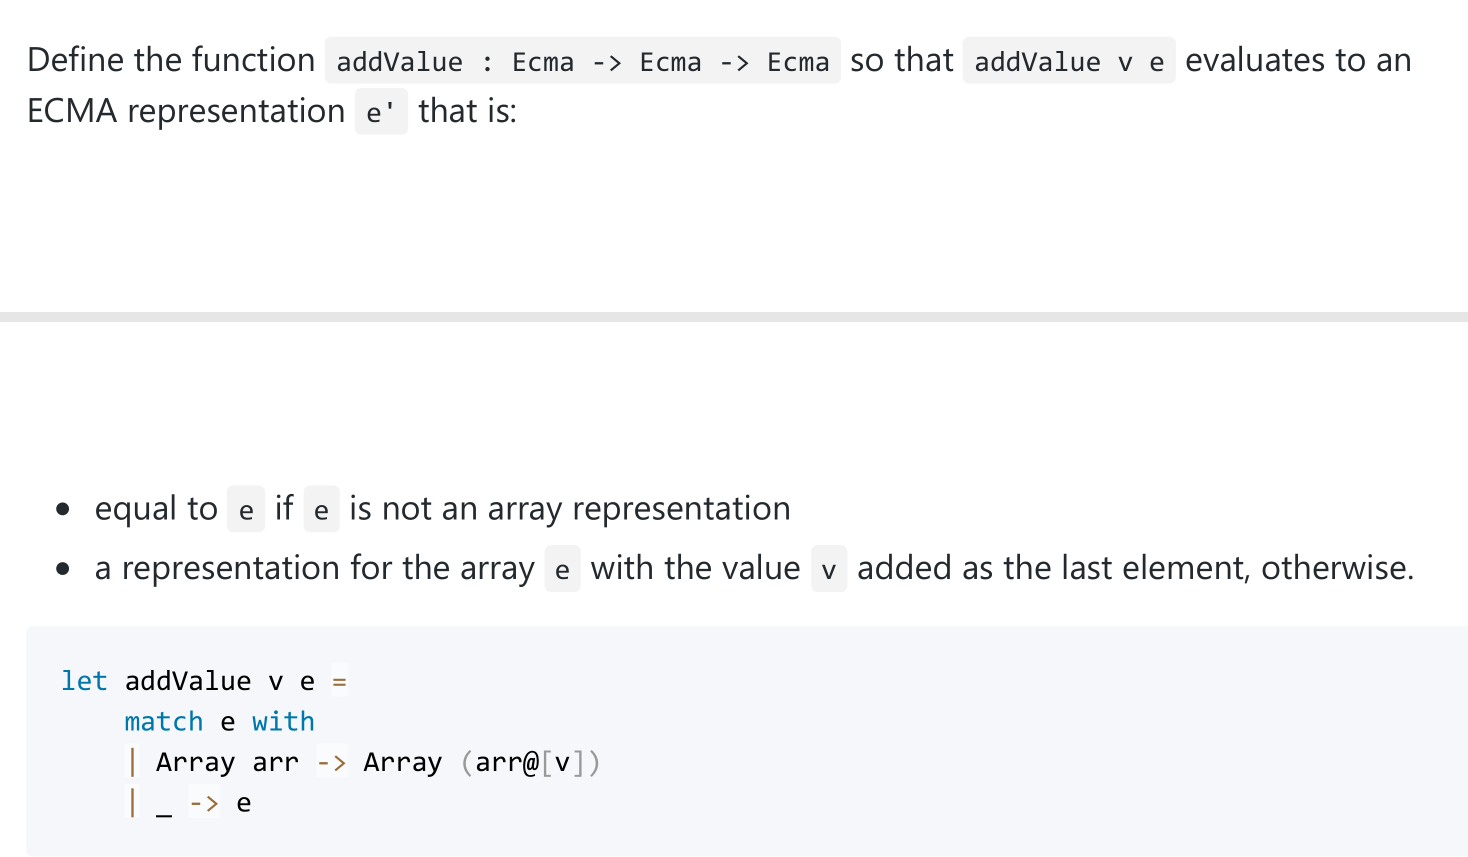 Define the function addValue : Ecma -> Ecma -> Ecma so that addValue v e evaluates to an
ECMA representation e' that is:
• equal to e if e is not an array representation
• a representation for the array e with the value v added as the last element, otherwise.
let addValue v e =
    match e with
    | Array arr -> Array (arr@[v])
    | _ -> e